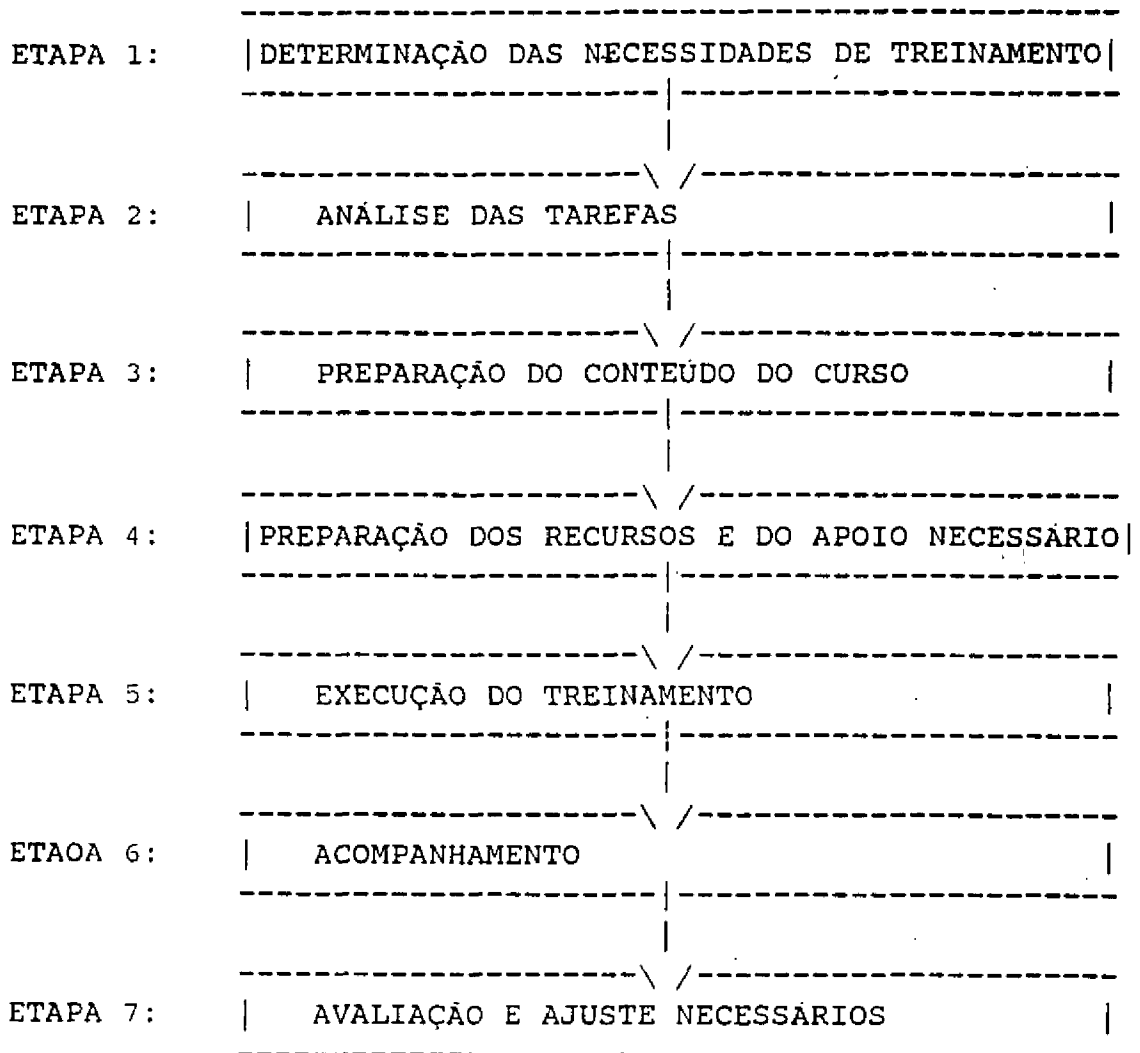 ETAPA 1: |DETERMINAÇÃO DAS NECESSIDADES DE TREINAMENTO|
ETAPA 2: | ANÁLISE DAS TAREFAS |
ETAPA 3: | PREPARAÇÃO DO CONTEÚDO DO CURSO |
ETAPA 4: |PREPARAÇÃO DOS RECURSOS E DO APOIO NECESSÁRIO|
ETAPA 5: | EXECUÇÃO DO TREINAMENTO |
ETAOA 6: | ACOMPANHAMENTO |
ETAPA 7: | AVALIAÇÃO E AJUSTE NECESSÁRIOS |